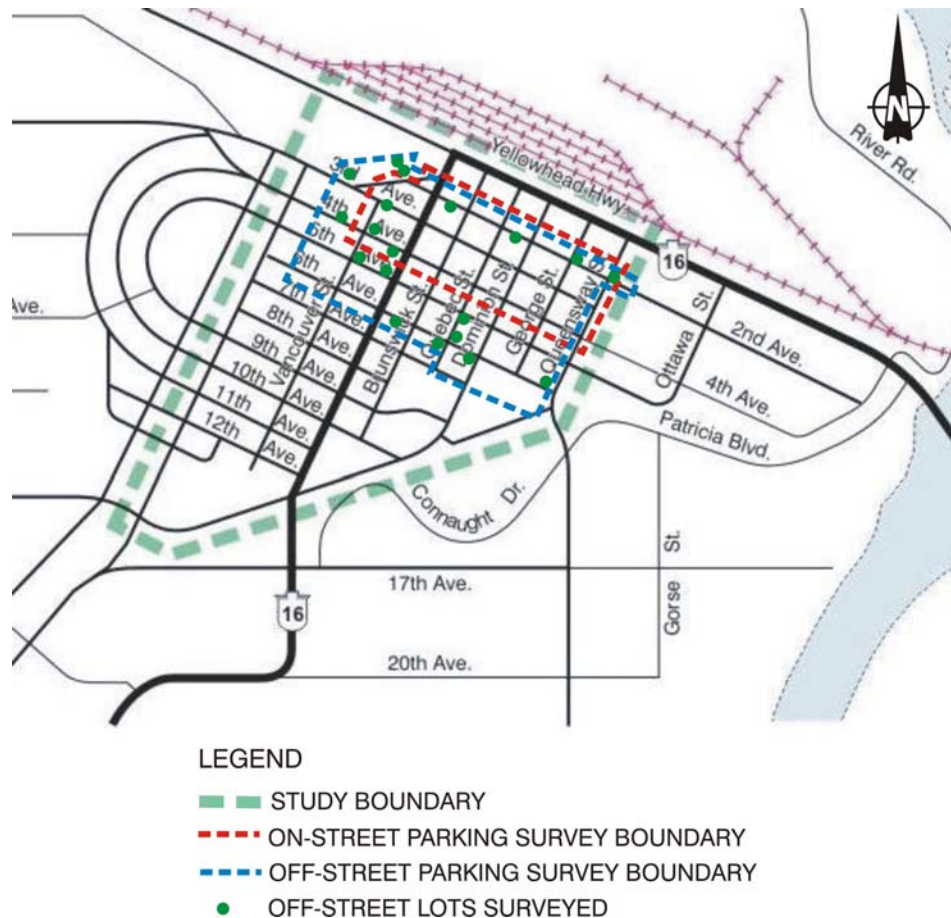 N
River Rd.
Yellowhead Hwy.
16
3rd Ave.
4th Ave.
5th Ave.
6th Ave.
7th Ave.
8th Ave.
9th Ave.
10th Ave.
11th Ave.
12th Ave.
Ave.
Vancouver St.
Brunswick St.
Quebec St.
Dominion St.
George St.
Queensway St.
Ottawa St.
2nd Ave.
4th Ave.
Patricia Blvd.
Connaught Dr.
Gorse St.
17th Ave.
16
20th Ave.
LEGEND
STUDY BOUNDARY
ON-STREET PARKING SURVEY BOUNDARY
OFF-STREET PARKING SURVEY BOUNDARY
OFF-STREET LOTS SURVEYED